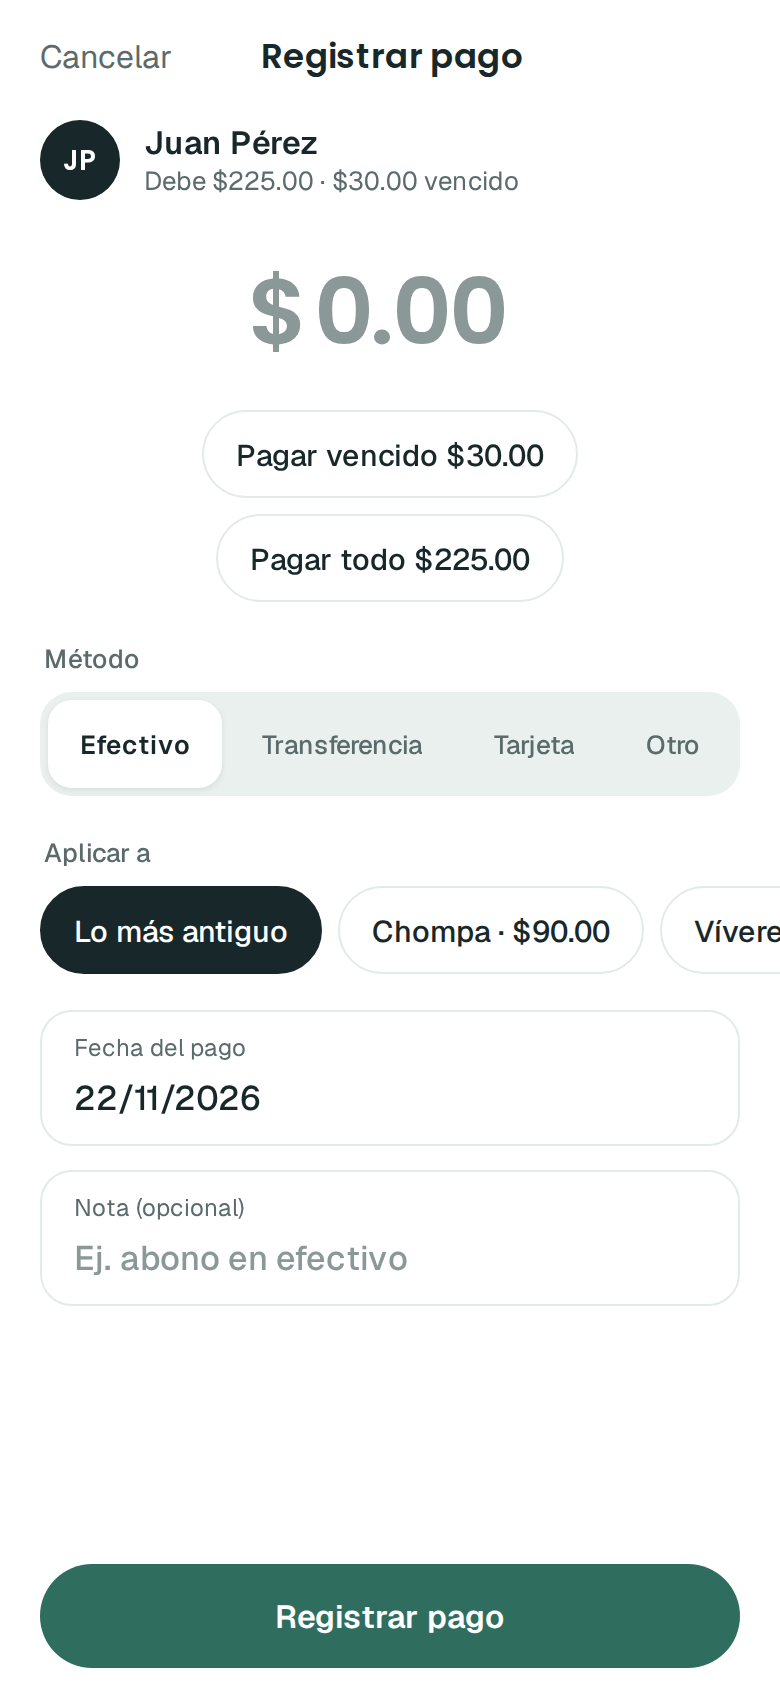 Cancelar
Registrar pago
JP
Juan Pérez
Debe $225.00 · $30.00 vencido
$ 0.00
Pagar vencido $30.00
Pagar todo $225.00
Método
Efectivo
Transferencia
Tarjeta
Otro
Aplicar a
Lo más antiguo
Chompa · $90.00
Fecha del pago
22/11/2026
Nota (opcional)
Ej. abono en efectivo
Registrar pago